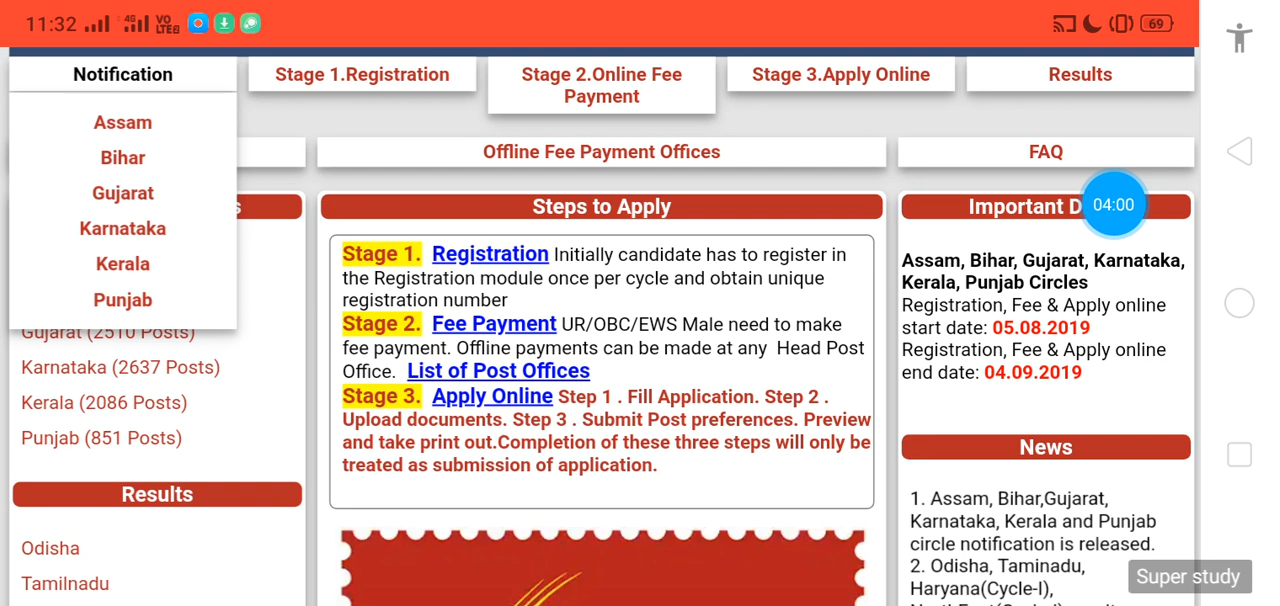 11:32
4G
VO
LTE
69
Notification
Stage 1.Registration
Stage 2.Online Fee
Payment
Stage 3.Apply Online
Results
Assam
Bihar
Gujarat
Karnataka
Kerala
Punjab
Offline Fee Payment Offices
FAQ
s
Gujarat (2510 Posts)
Karnataka (2637 Posts)
Kerala (2086 Posts)
Punjab (851 Posts)
Results
Odisha
Tamilnadu
Steps to Apply
Stage 1. Registration Initially candidate has to register in
the Registration module once per cycle and obtain unique
registration number
Stage 2. Fee Payment UR/OBC/EWS Male need to make
fee payment. Offline payments can be made at any Head Post
Office. List of Post Offices
Stage 3. Apply Online Step 1 . Fill Application. Step 2 .
Upload documents. Step 3 . Submit Post preferences. Preview
and take print out.Completion of these three steps will only be
treated as submission of application.
Important D
04:00
Assam, Bihar, Gujarat, Karnataka,
Kerala, Punjab Circles
Registration, Fee & Apply online
start date: 05.08.2019
Registration, Fee & Apply online
end date: 04.09.2019
News
1. Assam, Bihar,Gujarat,
Karnataka, Kerala and Punjab
circle notification is released.
2. Odisha, Taminadu,
Haryana(Cycle-I),
Super study